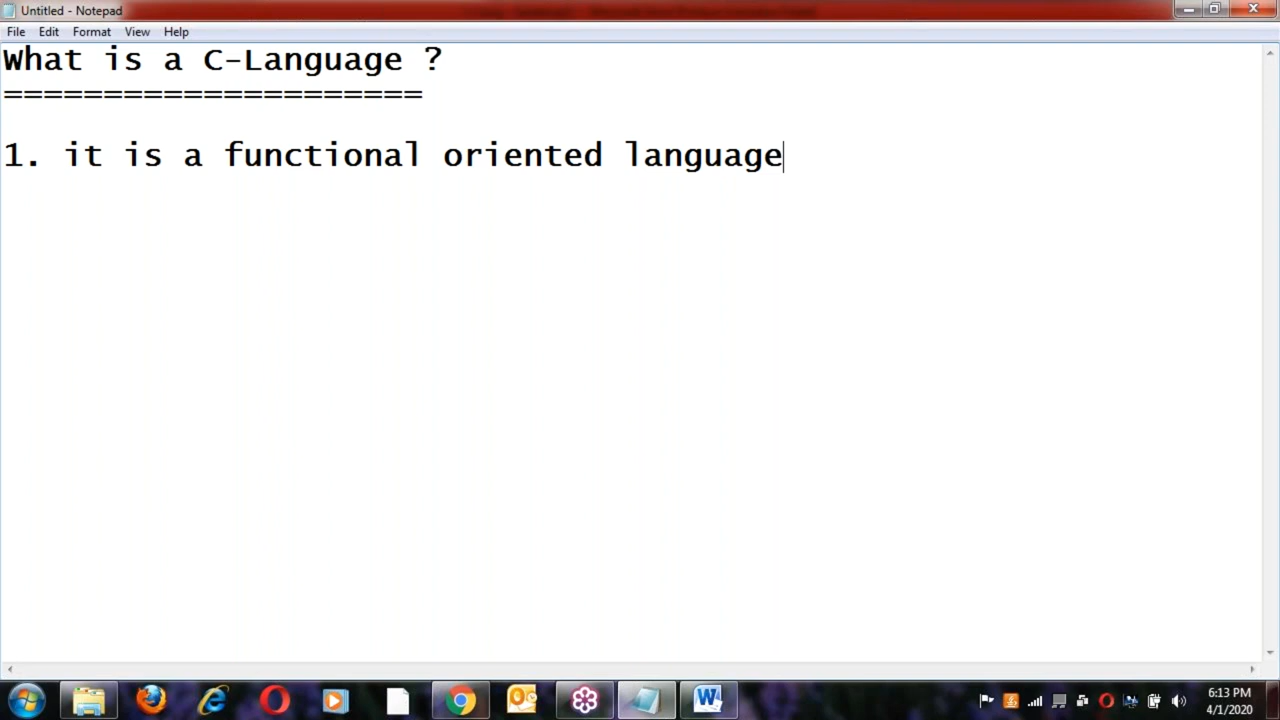 Untitled - Notepad
File Edit Format View Help
What is a C-Language ?
=====================
1. it is a functional oriented language
6:13 PM
4/1/2020